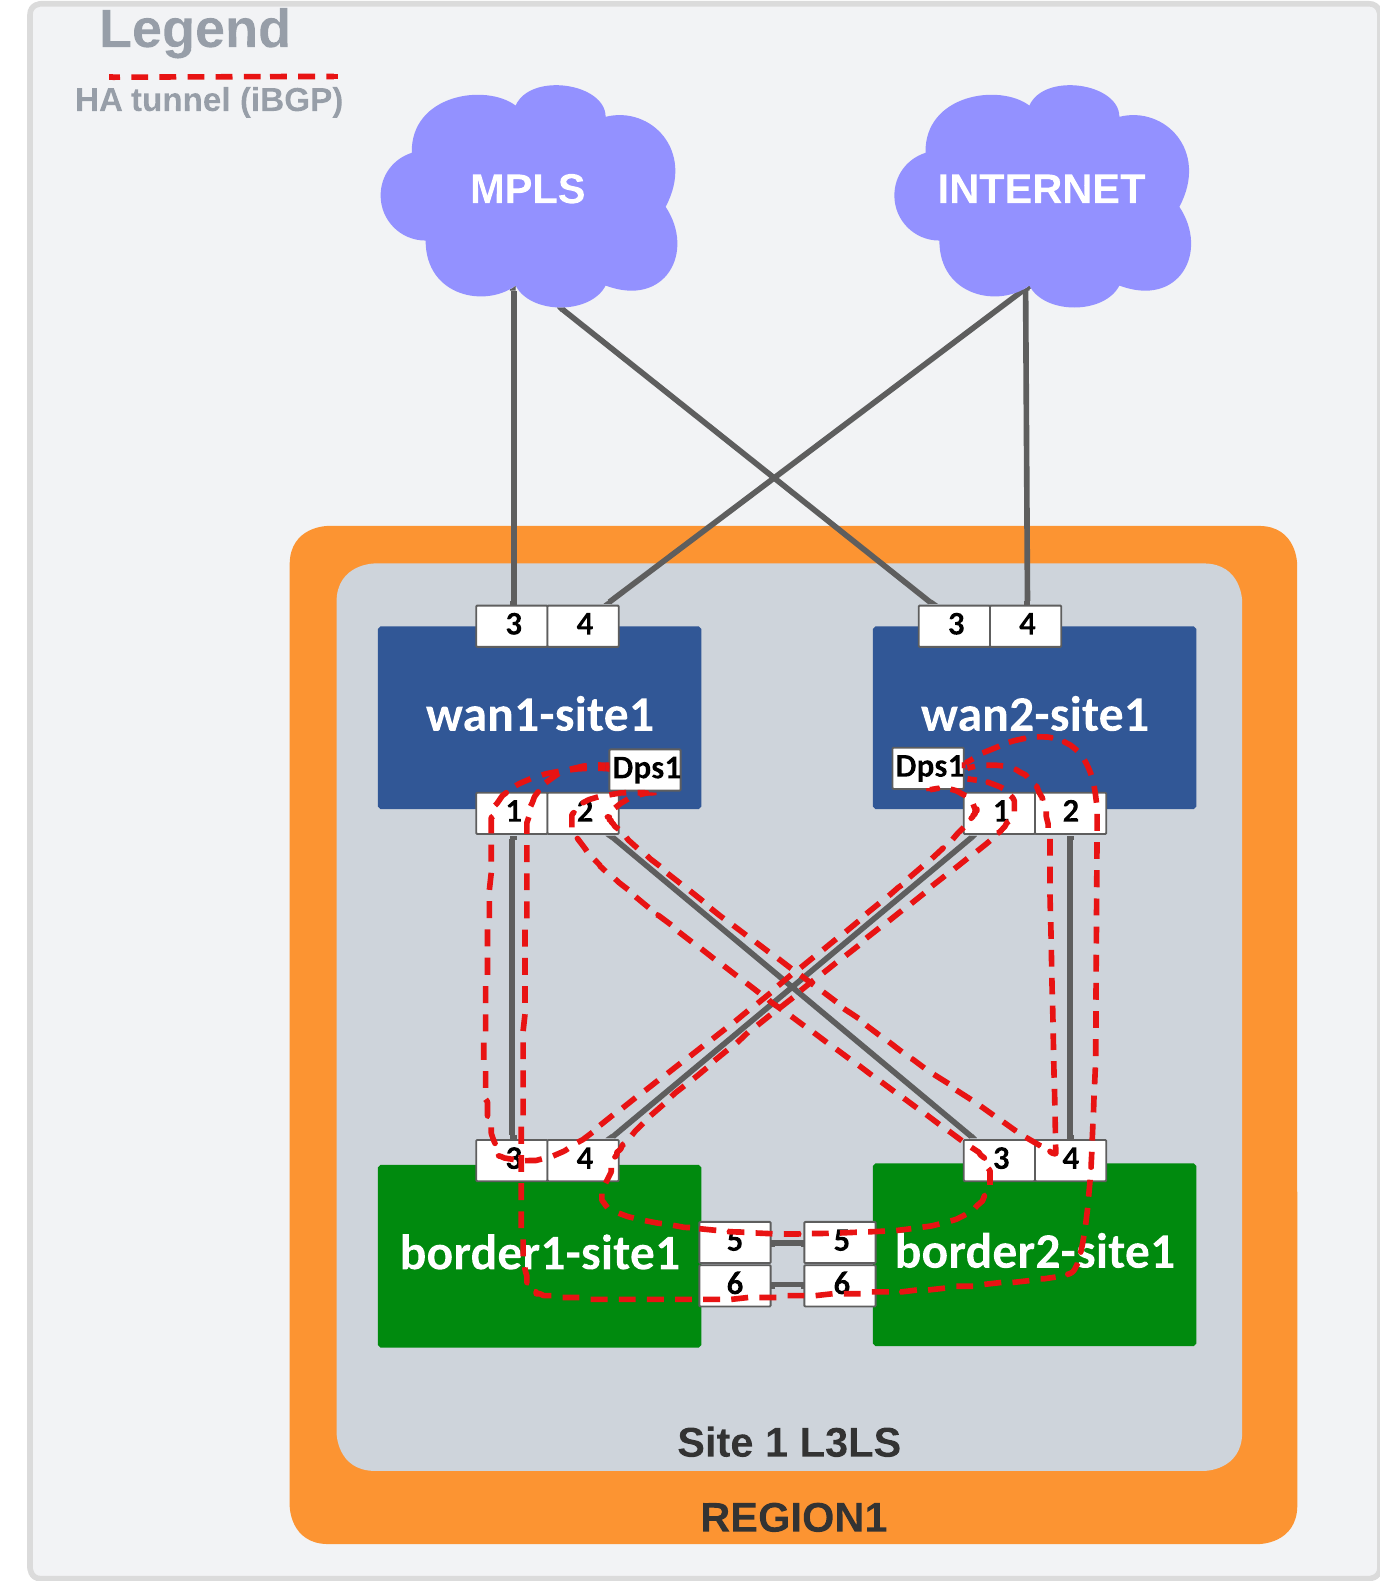 Legend
HA tunnel (iBGP)
MPLS
INTERNET
3 4
3 4
wan1-site1
wan2-site1
Dps1
Dps1
1 2
1 2
3 4
3 4
border1-site1
border2-site1
5 5
6 6
Site 1 L3LS
REGION1